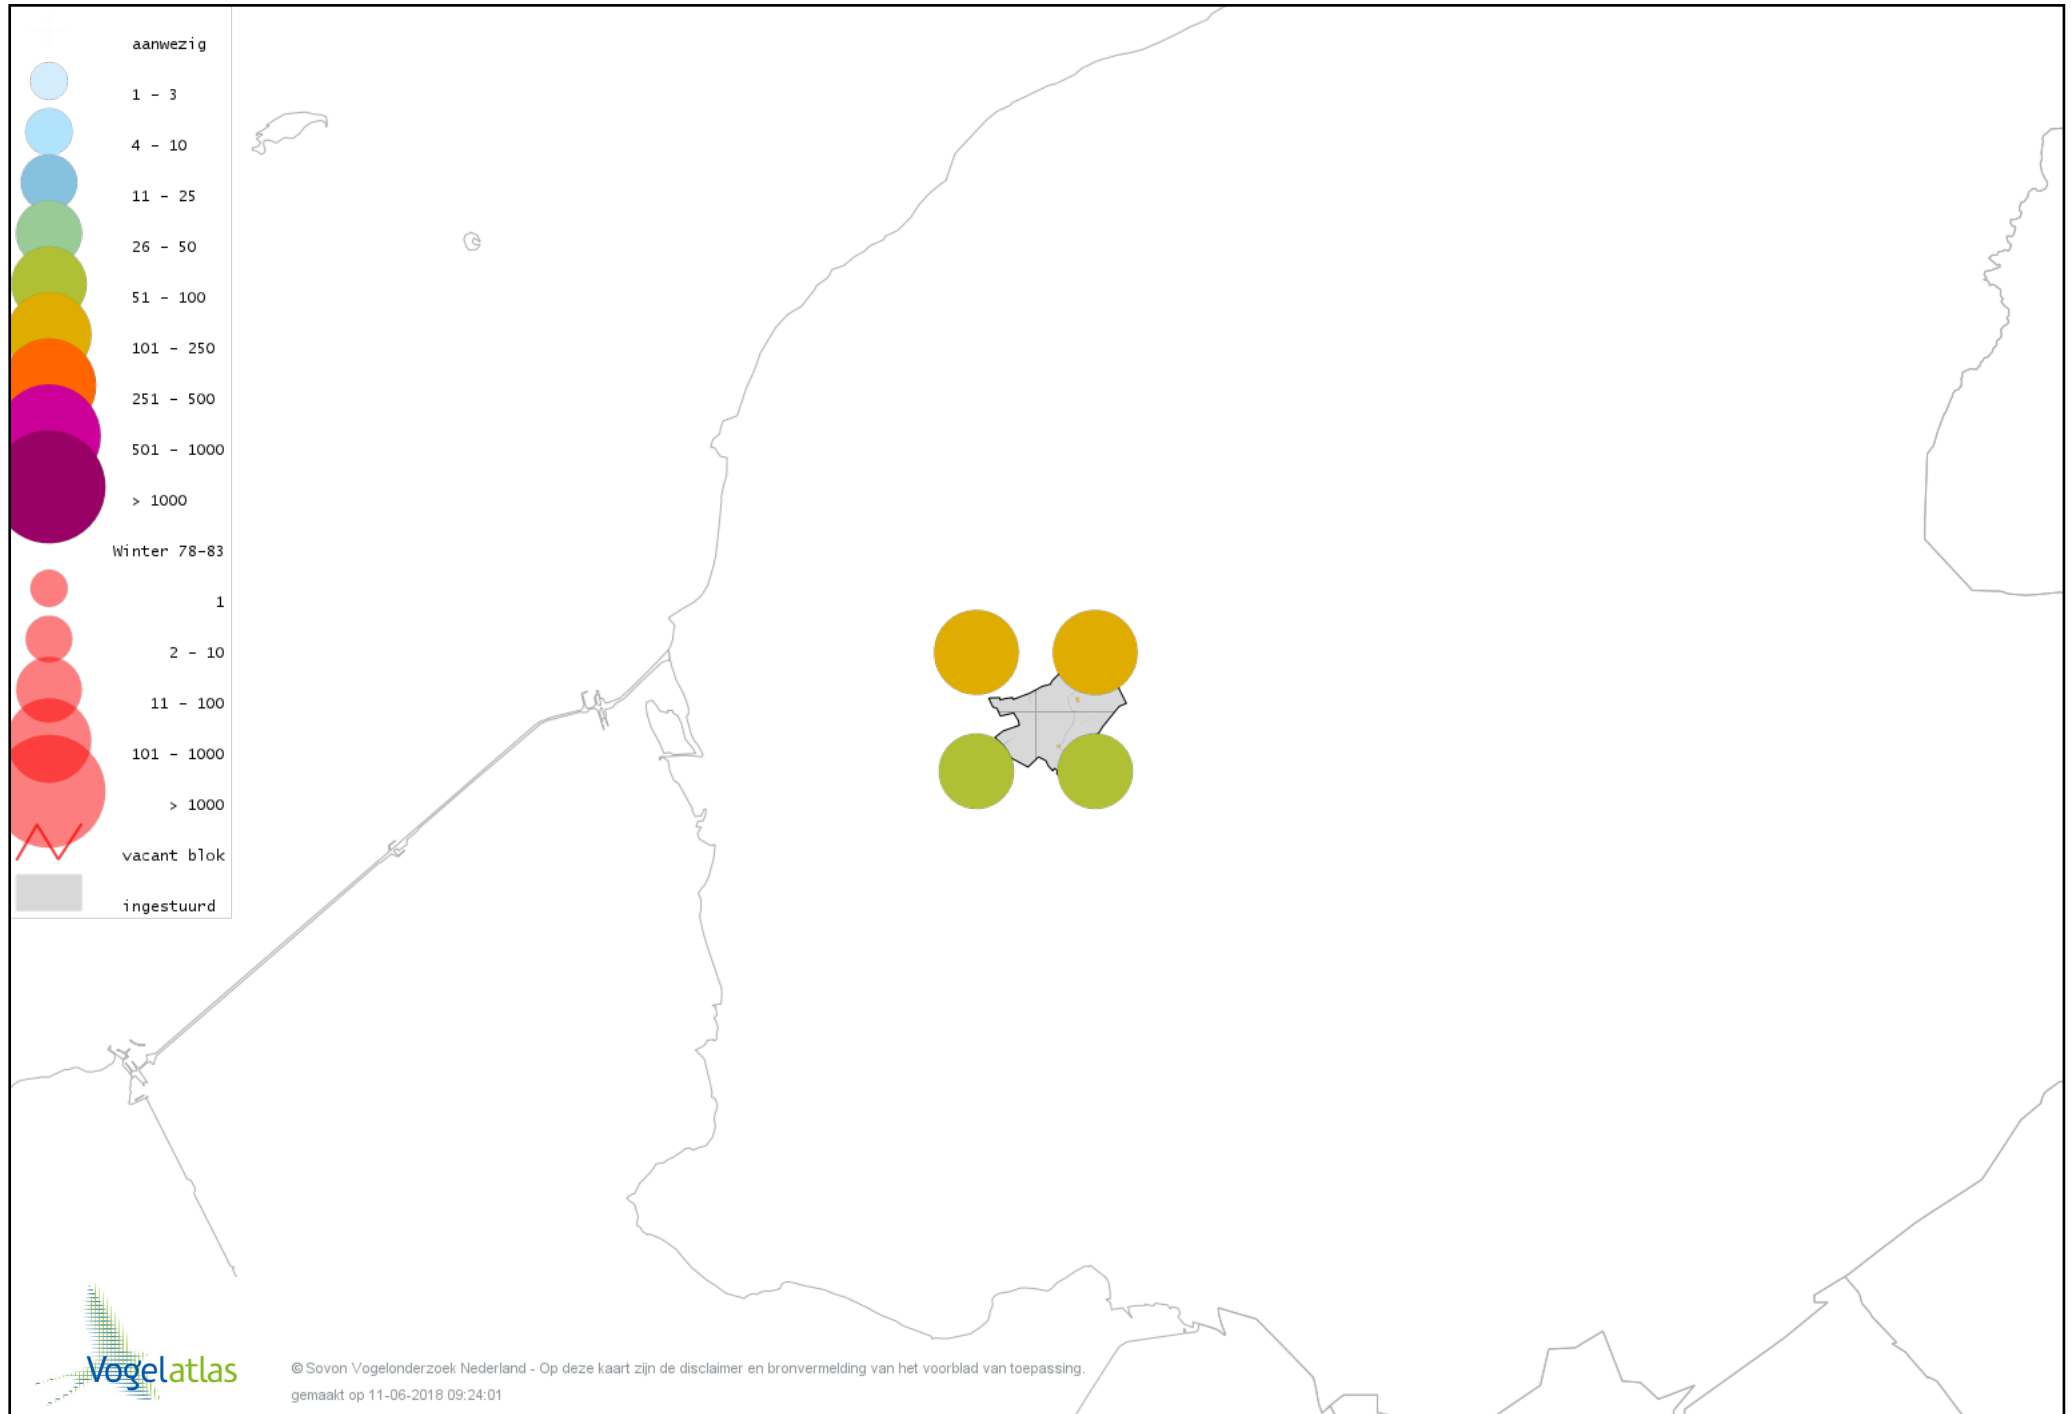 aanwezig
1 - 3
4 - 10
11 - 25
26 - 50
51 - 100
101 - 250
251 - 500
501 - 1000
> 1000
Winter 78-83
1
2 - 10
11 - 100
101 - 1000
> 1000
vacant blok
ingestuurd
Vogelatlas
© Sovon Vogelonderzoek Nederland - Op deze kaart zijn de disclaimer en bronvermelding van het voorblad van toepassing.
gemaakt op 11-06-2018 09:24:01